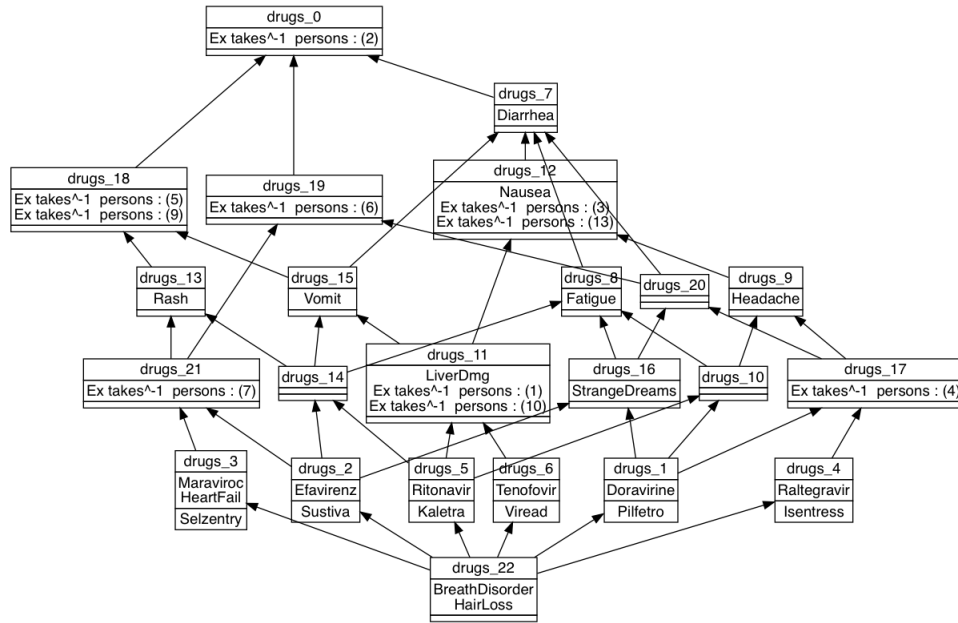 drugs_0
Ex takes^-1 persons : (2)
drugs_7
Diarrhea
drugs_18
Ex takes^-1 persons : (5)
Ex takes^-1 persons : (9)
drugs_19
Ex takes^-1 persons : (6)
drugs_12
Nausea
Ex takes^-1 persons : (3)
Ex takes^-1 persons : (13)
drugs_13
Rash
drugs_15
Vomit
drugs_8
Fatigue
drugs_20
drugs_9
Headache
drugs_21
Ex takes^-1 persons : (7)
drugs_14
drugs_11
LiverDmg
Ex takes^-1 persons : (1)
Ex takes^-1 persons : (10)
drugs_16
StrangeDreams
drugs_10
drugs_17
Ex takes^-1 persons : (4)
drugs_3
Maraviroc
HeartFail
Selzentry
drugs_2
Efavirenz
Sustiva
drugs_5
Ritonavir
Kaletra
drugs_6
Tenofovir
Viread
drugs_1
Doravirine
Pilfetro
drugs_4
Raltegravir
Isentress
drugs_22
BreathDisorder
HairLoss